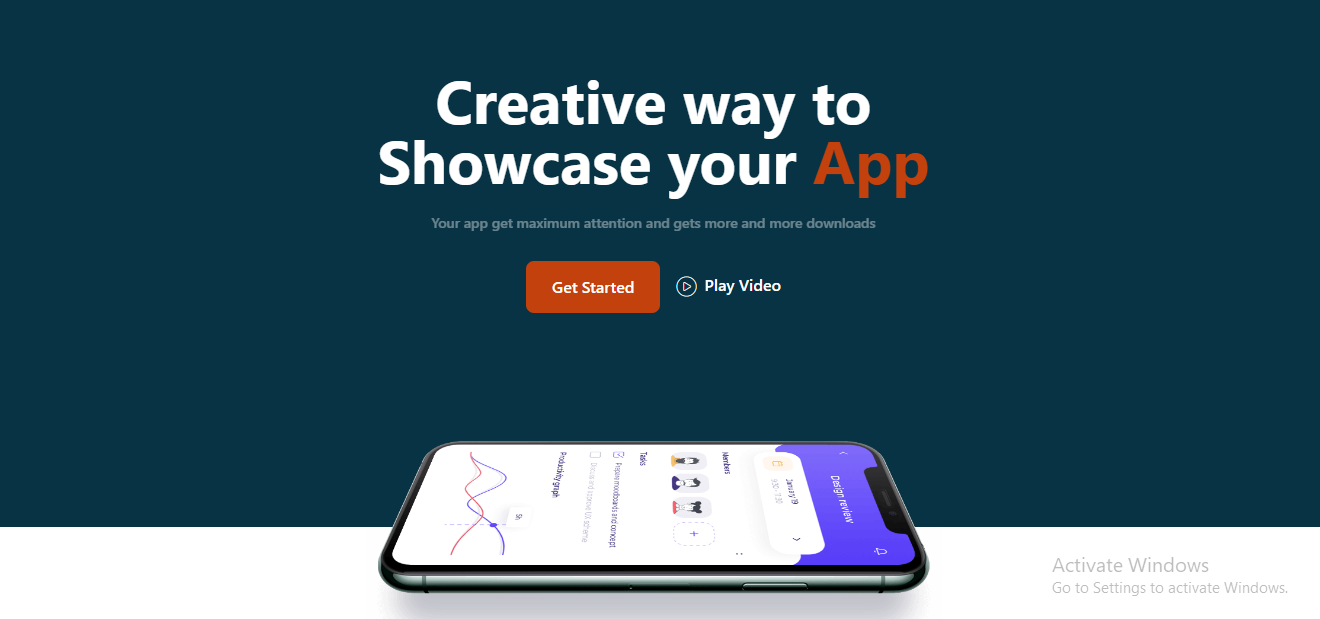 Creative way to
Showcase your App
Your app get maximum attention and gets more and more downloads
Get Started
Play Video
Design review
January 19
Members
Tasks
Prepare moodboards and concept
Productivity graph
Activate Windows
Go to Settings to activate Windows.